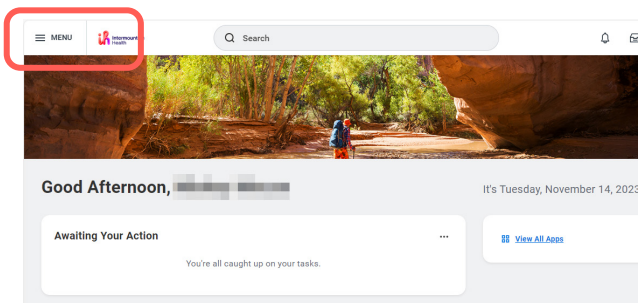 MENU
Intermountain
Health
Search
Good Afternoon,
It's Tuesday, November 14, 2023
Awaiting Your Action
You're all caught up on your tasks.
View All Apps